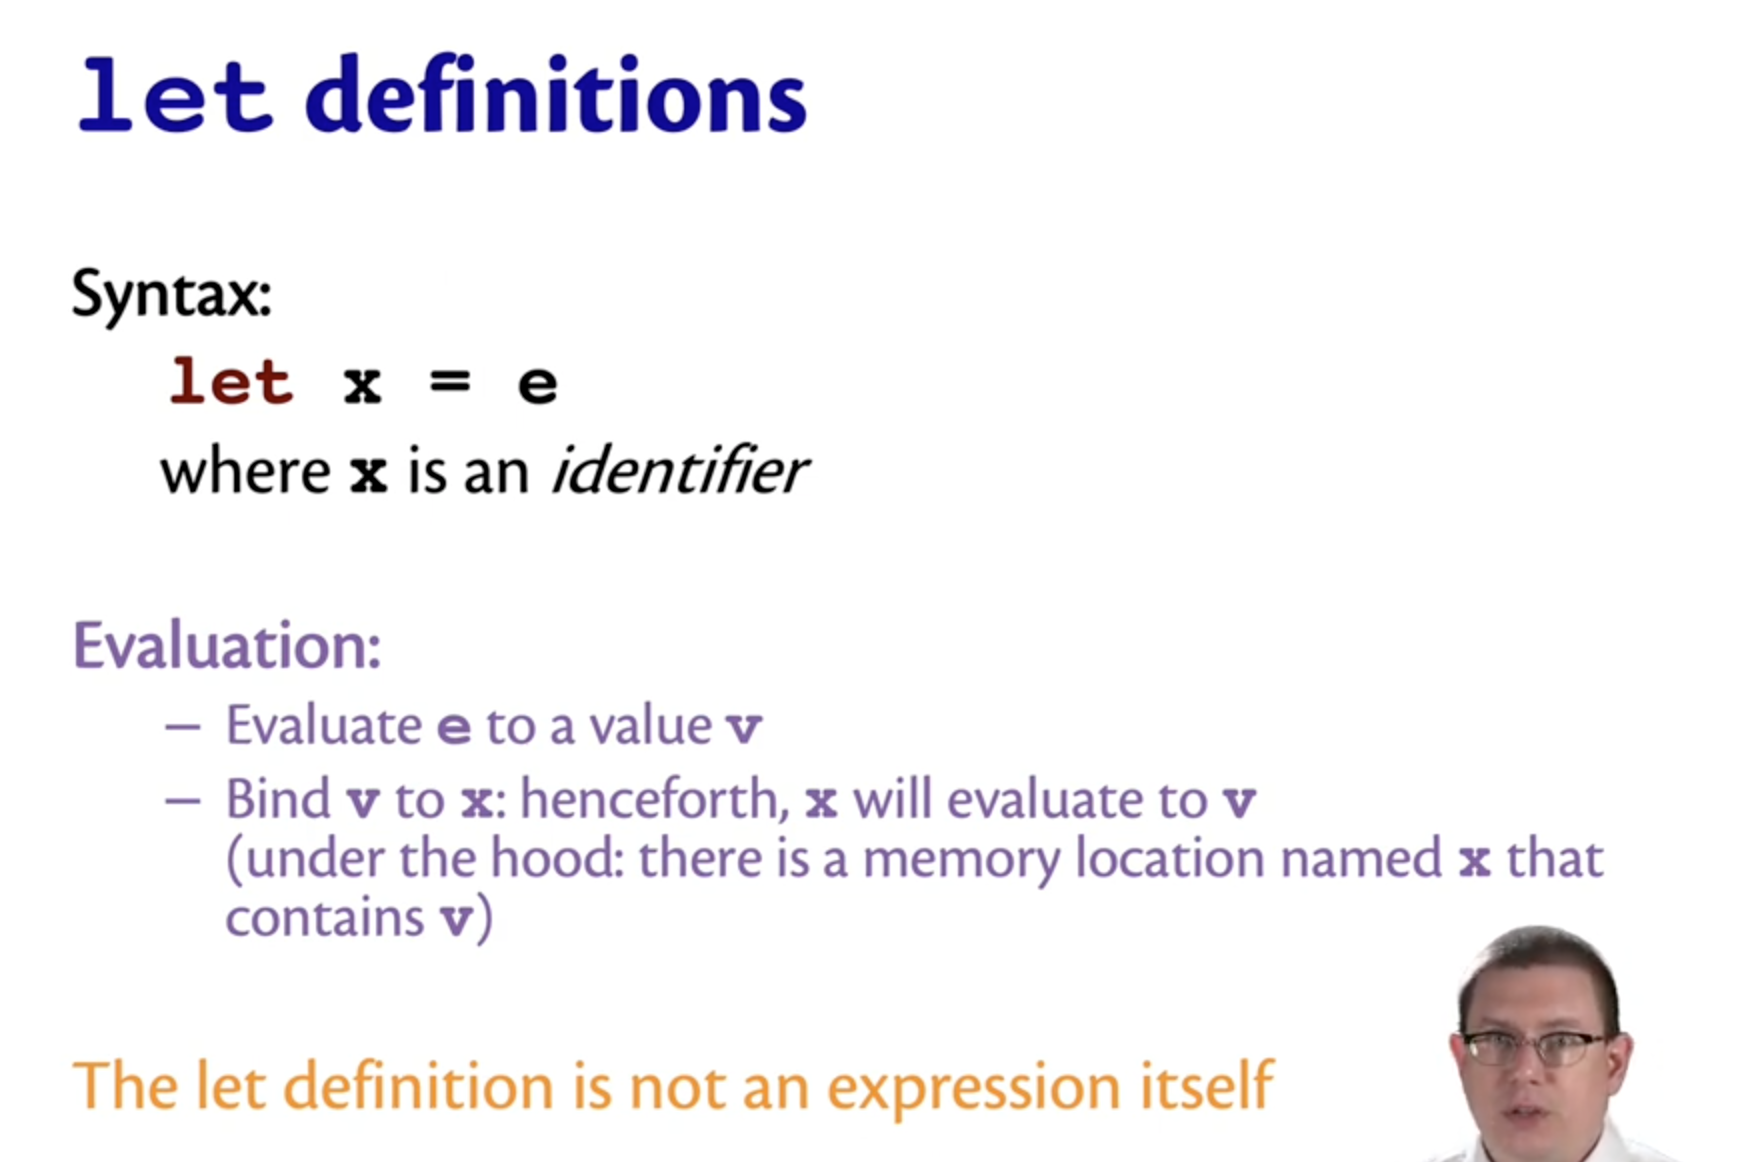 let definitions
Syntax:
let x = e
where x is an identifier
Evaluation:
— Evaluate e to a value v
— Bind v to x: henceforth, x will evaluate to v
(under the hood: there is a memory location named x that
contains v)
The let definition is not an expression itself